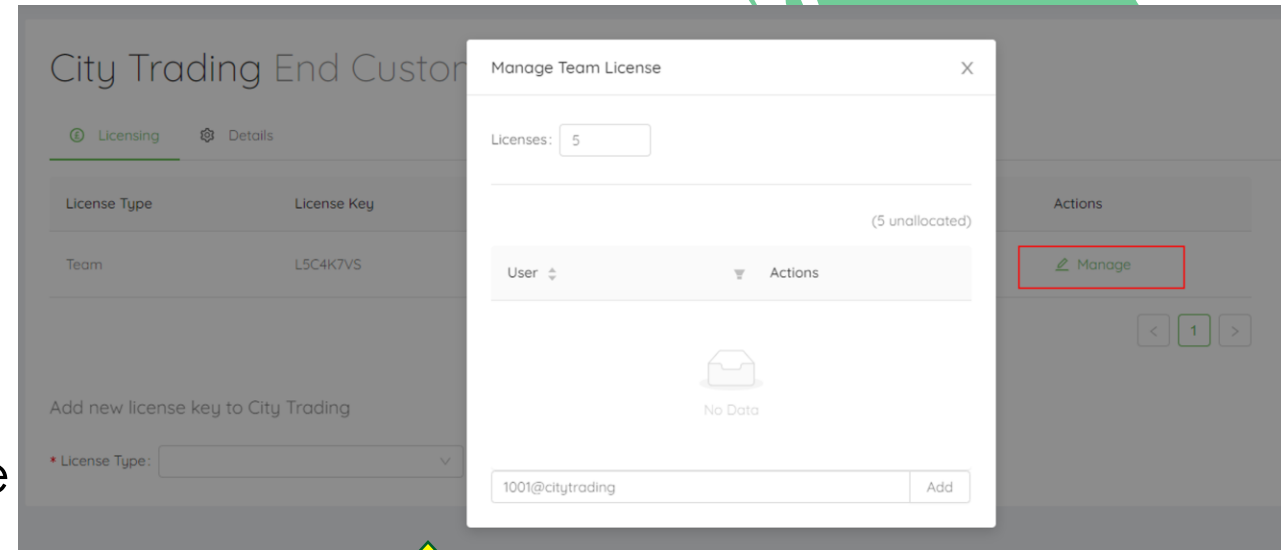 City Trading End Custor
Manage Team License X
Licensing Details
Licenses: 5
License Type License Key Actions
(5 unallocated)
Team L5C4K7VS Manage
User Actions
< 1 >
No Data
Add new license key to City Trading
* License Type:
1001@citytrading Add
e